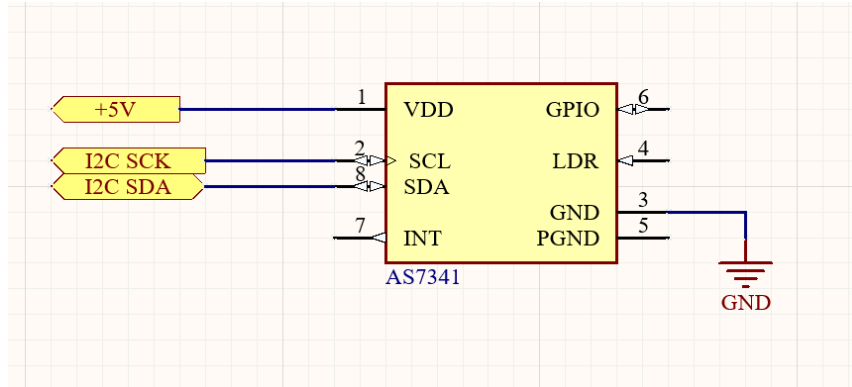 +5V
1
VDD
GPIO
6
I2C SCK
2
SCL
LDR
4
I2C SDA
8
SDA
GND
3
7
INT
PGND
5
AS7341
GND